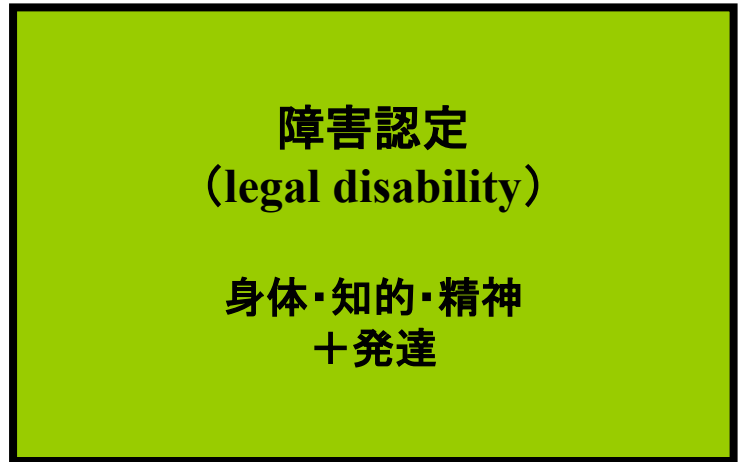 障害認定
（legal disability）
身体・知的・精神
＋発達